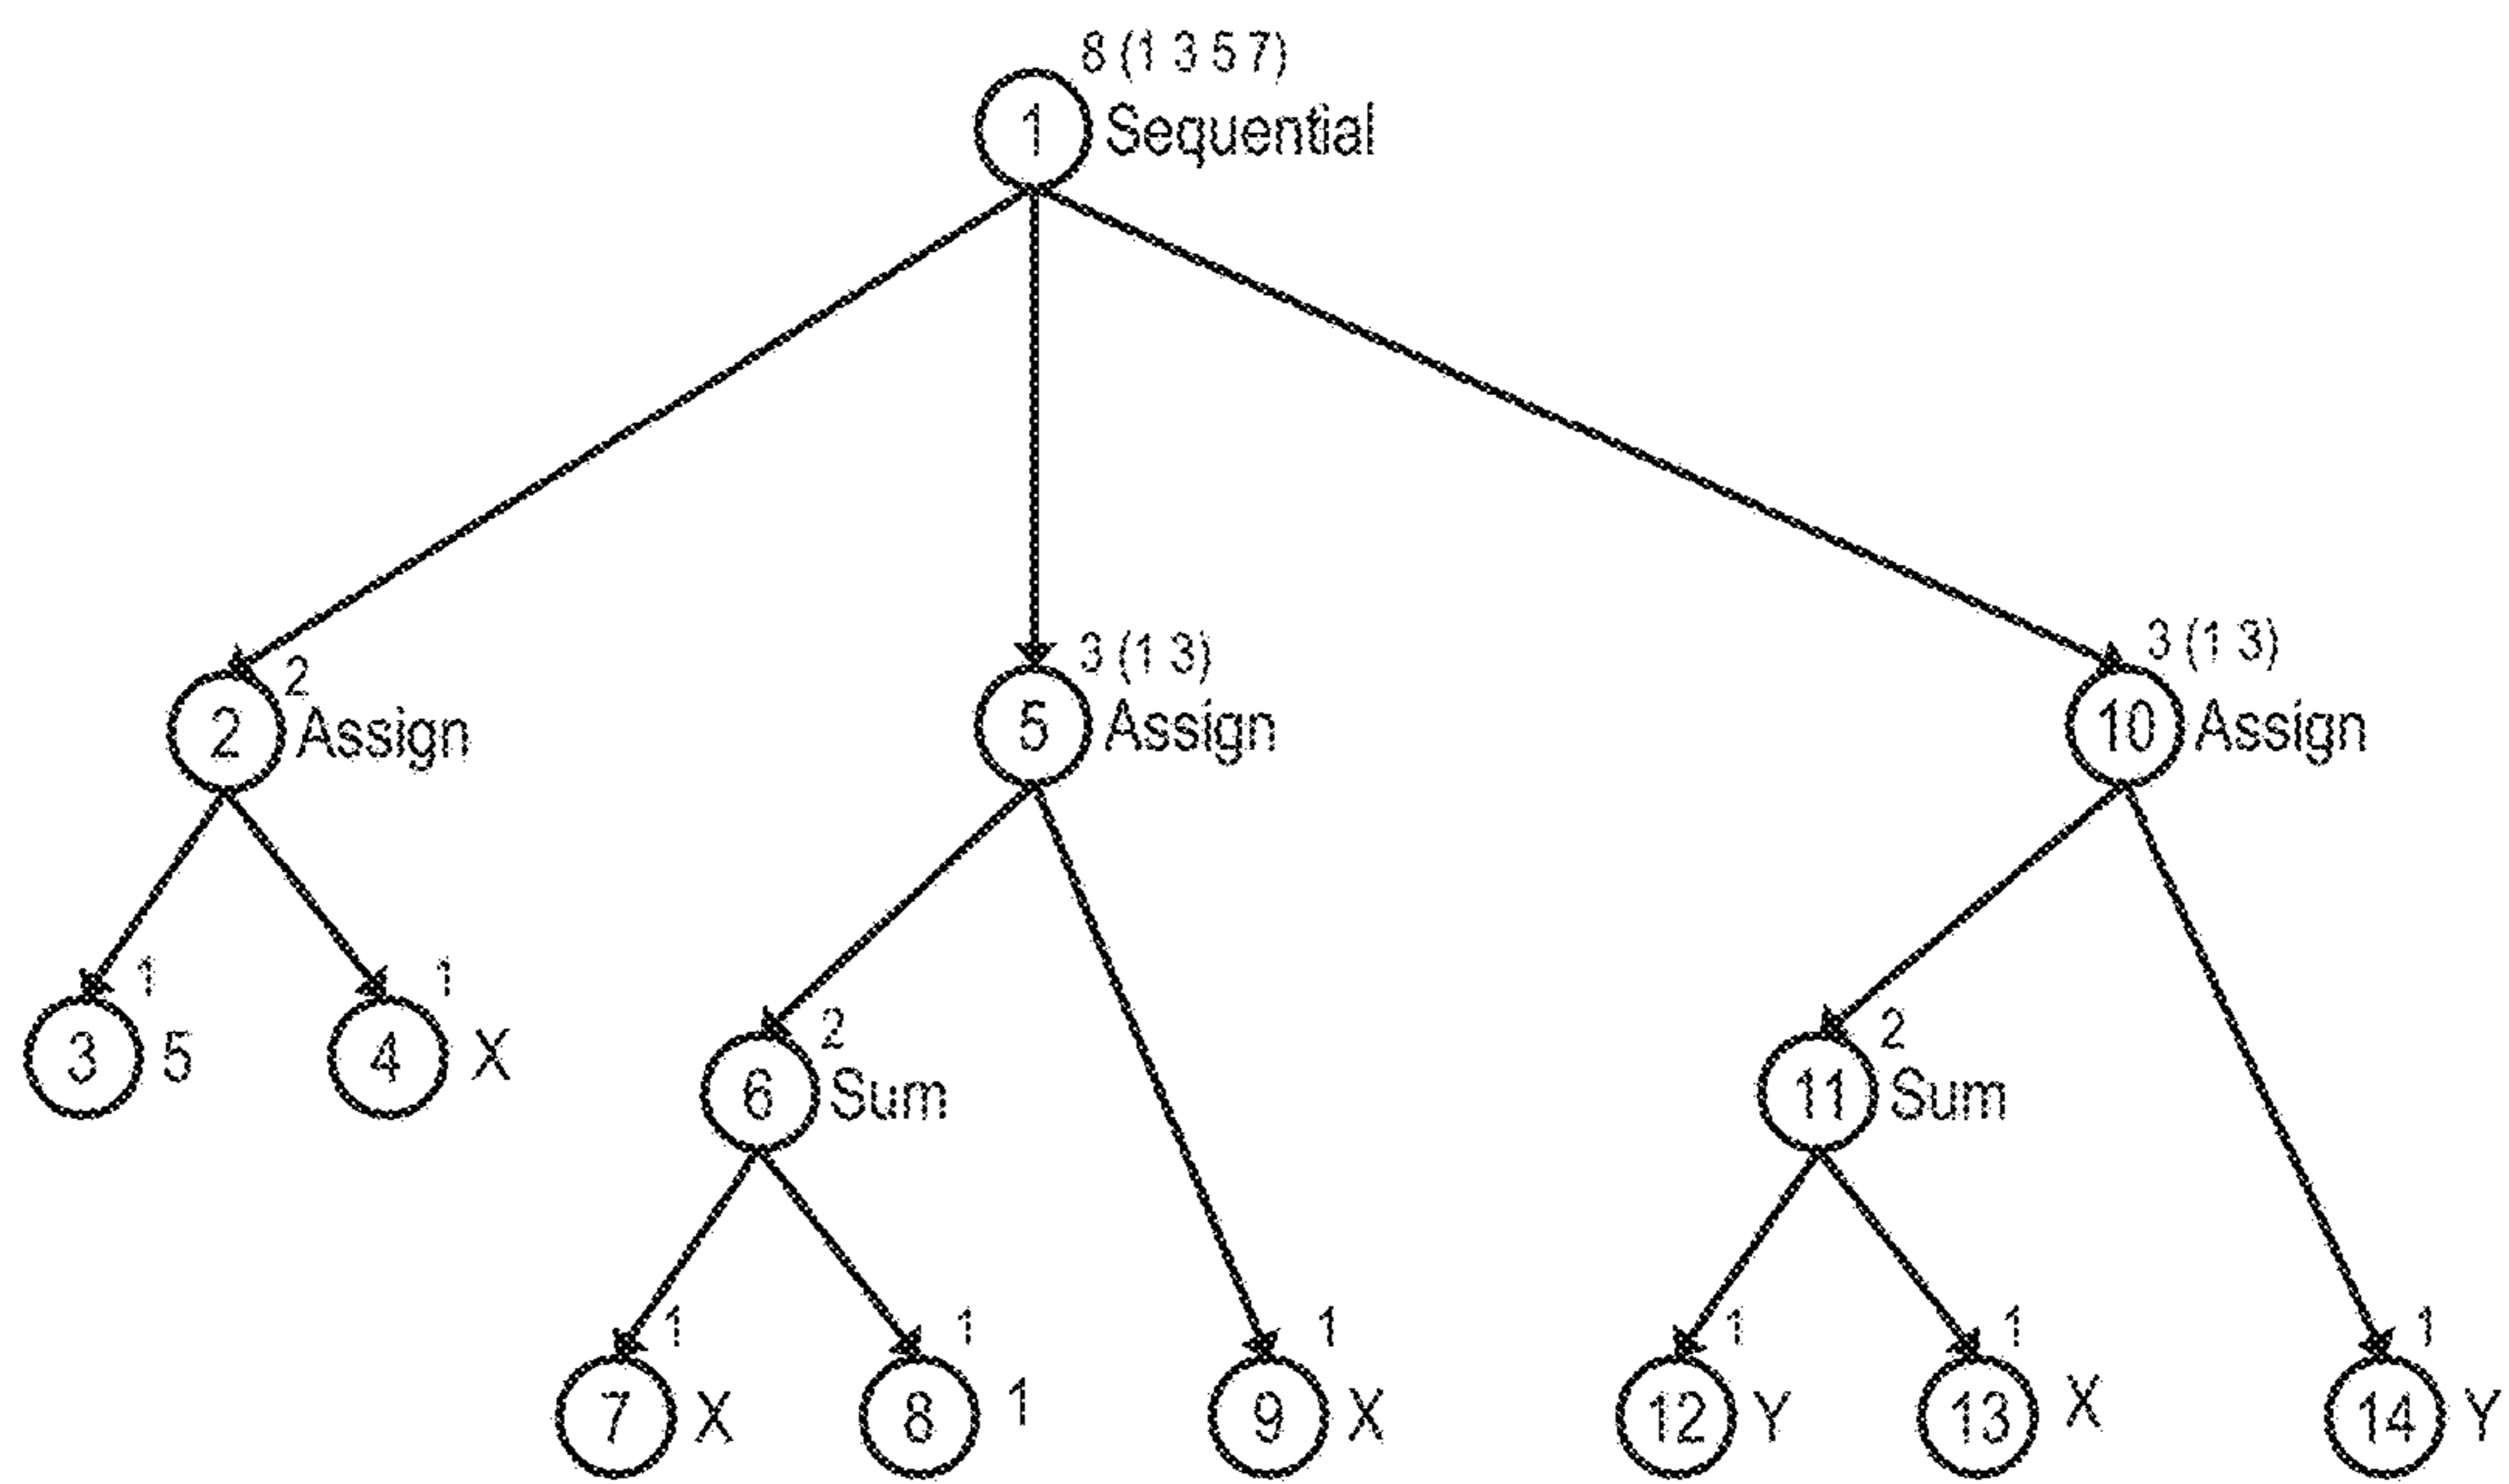 8 (1 3 5 7)
1 Sequential
2
2 Assign
3 (1 3)
5 Assign
3 (1 3)
10 Assign
1
3 5
1
4 X
2
6 Sum
2
11 Sum
1
7 X
1
8 1
1
9 X
1
12 Y
1
13 X
1
14 Y